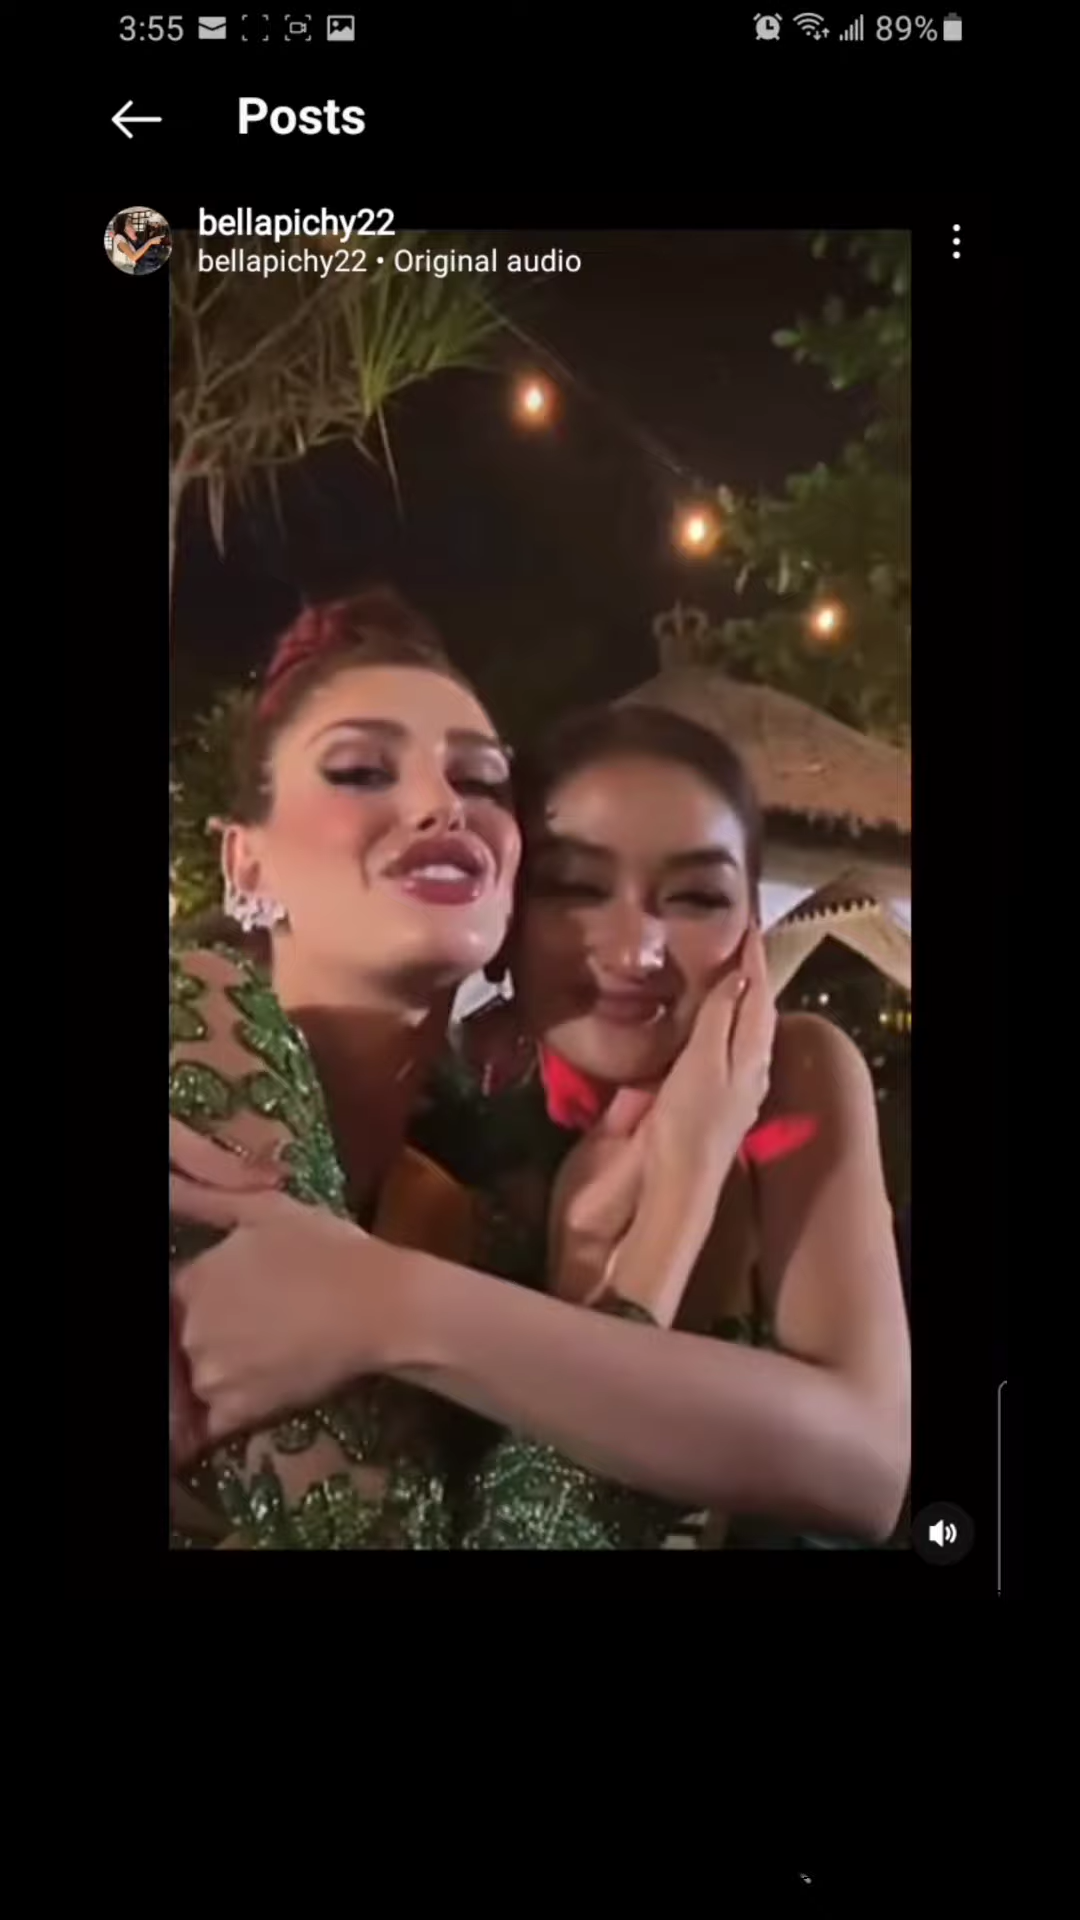 3:55
89%
Posts
bellapichy22
bellapichy22 • Original audio